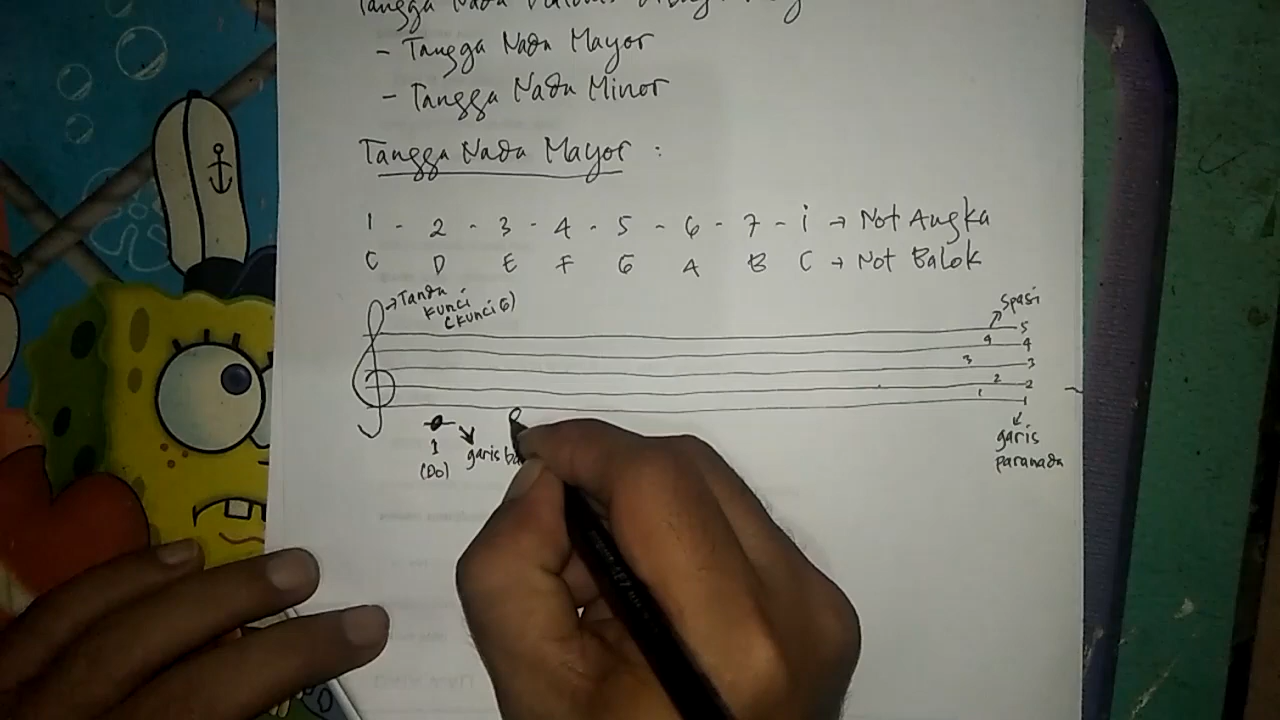 Tangga Nada
- Tangga Nada Mayor
- Tangga Nada Minor
Tangga Nada Mayor :
1 - 2 - 3 - 4 - 5 - 6 - 7 - i → Not Angka
C D E F G A B C → Not Balok
→ Tanda
kunci
(kunci G)
spasi
5
4 4
3 3
2 2
1 1
1
(Do)
garis
garis
paranada